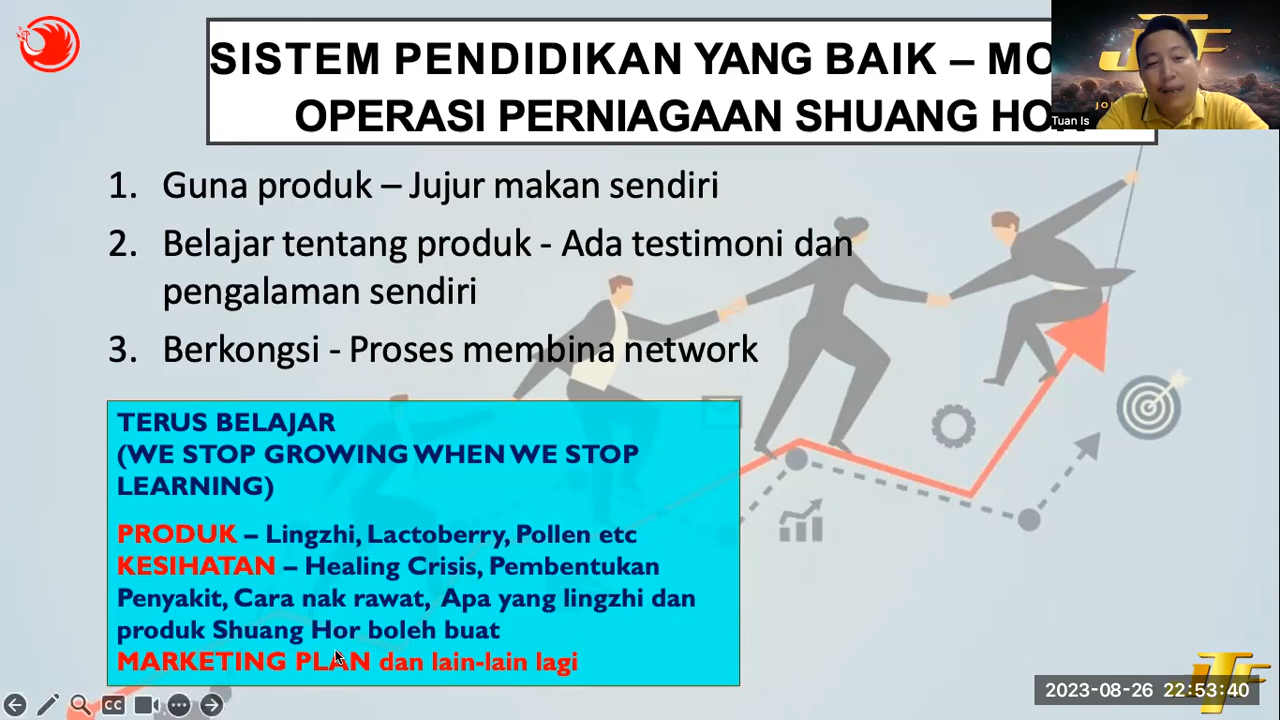 SISTEM PENDIDIKAN YANG BAIK –
OPERASI PERNIAGAAN SHUANG HOR
1. Guna produk – Jujur makan sendiri
2. Belajar tentang produk - Ada testimoni dan
pengalaman sendiri
3. Berkongsi - Proses membina network
TERUS BELAJAR
(WE STOP GROWING WHEN WE STOP
LEARNING)
PRODUK – Lingzhi, Lactoberry, Pollen etc
KESIHATAN – Healing Crisis, Pembentukan
Penyakit, Cara nak rawat, Apa yang lingzhi dan
produk Shuang Hor boleh buat
MARKETING PLAN dan lain-lain lagi
Tuan Is
CC
JTF
2023-08-26 22:53:40